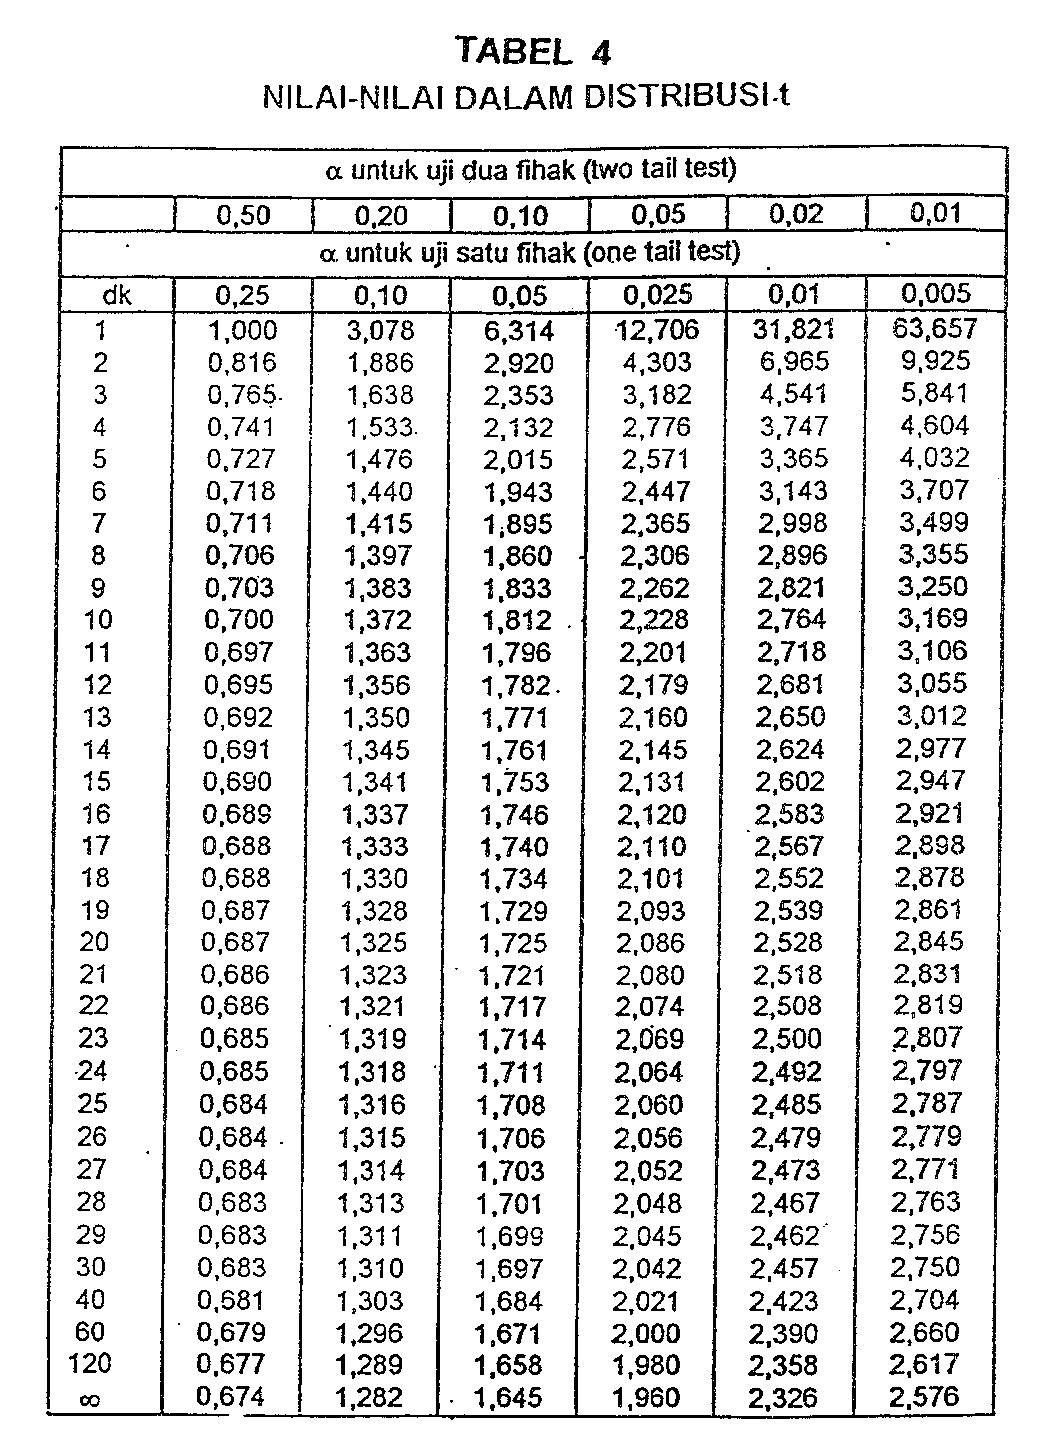 TABEL 4
NILAI-NILAI DALAM DISTRIBUSI-t
α untuk uji dua fihak (two tail test)
0,50 0,20 0,10 0,05 0,02 0,01
α untuk uji satu fihak (one tail test)
dk 0,25 0,10 0,05 0,025 0,01 0,005
1 1,000 3,078 6,314 12,706 31,821 63,657
2 0,816 1,886 2,920 4,303 6,965 9,925
3 0,765 1,638 2,353 3,182 4,541 5,841
4 0,741 1,533 2,132 2,776 3,747 4,604
5 0,727 1,476 2,015 2,571 3,365 4,032
6 0,718 1,440 1,943 2,447 3,143 3,707
7 0,711 1,415 1,895 2,365 2,998 3,499
8 0,706 1,397 1,860 2,306 2,896 3,355
9 0,703 1,383 1,833 2,262 2,821 3,250
10 0,700 1,372 1,812 2,228 2,764 3,169
11 0,697 1,363 1,796 2,201 2,718 3,106
12 0,695 1,356 1,782 2,179 2,681 3,055
13 0,692 1,350 1,771 2,160 2,650 3,012
14 0,691 1,345 1,761 2,145 2,624 2,977
15 0,690 1,341 1,753 2,131 2,602 2,947
16 0,689 1,337 1,746 2,120 2,583 2,921
17 0,688 1,333 1,740 2,110 2,567 2,898
18 0,688 1,330 1,734 2,101 2,552 2,878
19 0,687 1,328 1,729 2,093 2,539 2,861
20 0,687 1,325 1,725 2,086 2,528 2,845
21 0,686 1,323 1,721 2,080 2,518 2,831
22 0,686 1,321 1,717 2,074 2,508 2,819
23 0,685 1,319 1,714 2,069 2,500 2,807
24 0,685 1,318 1,711 2,064 2,492 2,797
25 0,684 1,316 1,708 2,060 2,485 2,787
26 0,684 1,315 1,706 2,056 2,479 2,779
27 0,684 1,314 1,703 2,052 2,473 2,771
28 0,683 1,313 1,701 2,048 2,467 2,763
29 0,683 1,311 1,699 2,045 2,462 2,756
30 0,683 1,310 1,697 2,042 2,457 2,750
40 0,681 1,303 1,684 2,021 2,423 2,704
60 0,679 1,296 1,671 2,000 2,390 2,660
120 0,677 1,289 1,658 1,980 2,358 2,617
∞ 0,674 1,282 1,645 1,960 2,326 2,576